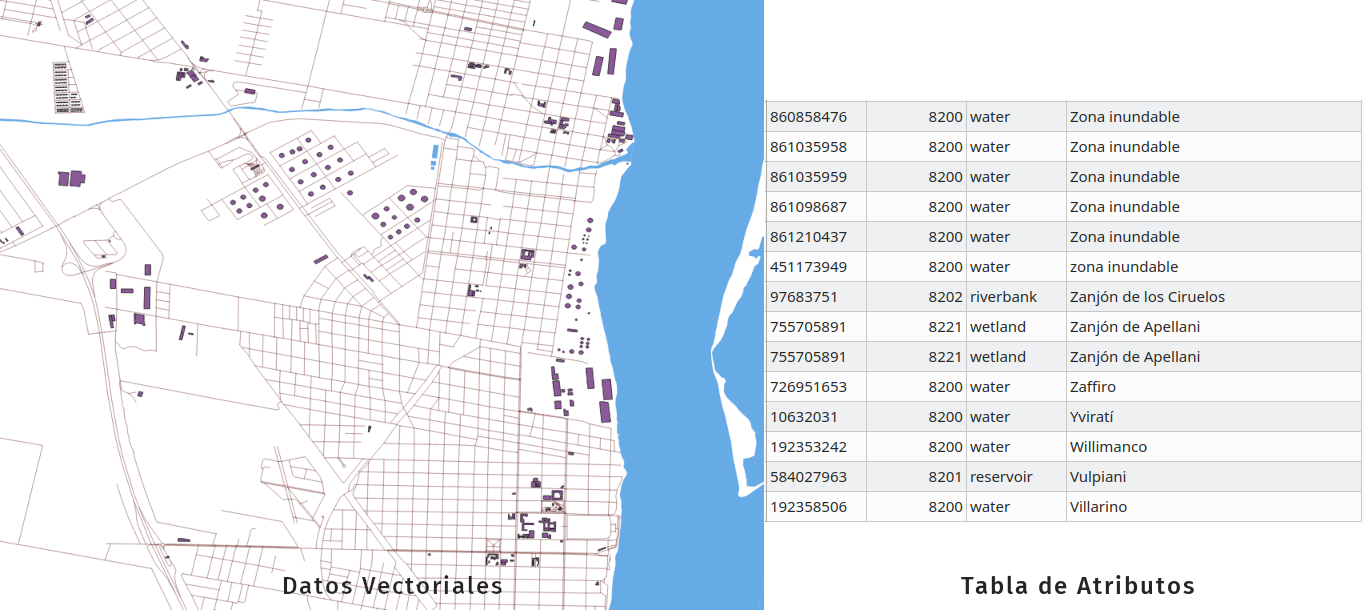 860858476 8200 water Zona inundable
861035958 8200 water Zona inundable
861035959 8200 water Zona inundable
861098687 8200 water Zona inundable
861210437 8200 water Zona inundable
451173949 8200 water zona inundable
97683751 8202 riverbank Zanjón de los Ciruelos
755705891 8221 wetland Zanjón de Apellani
755705891 8221 wetland Zanjón de Apellani
726951653 8200 water Zaffiro
10632031 8200 water Yviratí
192353242 8200 water Willimanco
584027963 8201 reservoir Vulpiani
192358506 8200 water Villarino
Datos Vectoriales
Tabla de Atributos